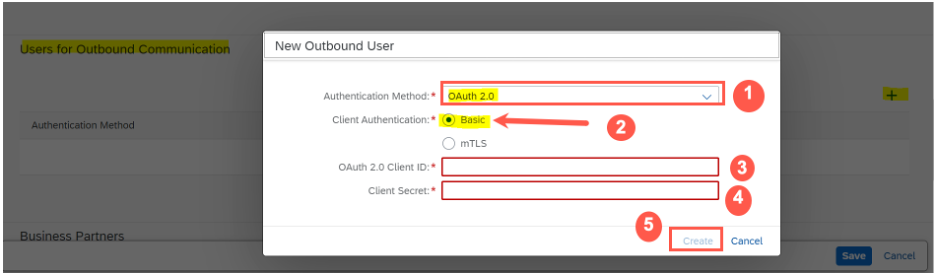 Users for Outbound Communication
New Outbound User
Authentication Method:* OAuth 2.0
1
+
Authentication Method
Client Authentication:* Basic
2
mTLS
OAuth 2.0 Client ID:*
3
Client Secret:*
4
Business Partners
5
Create Cancel
Save Cancel